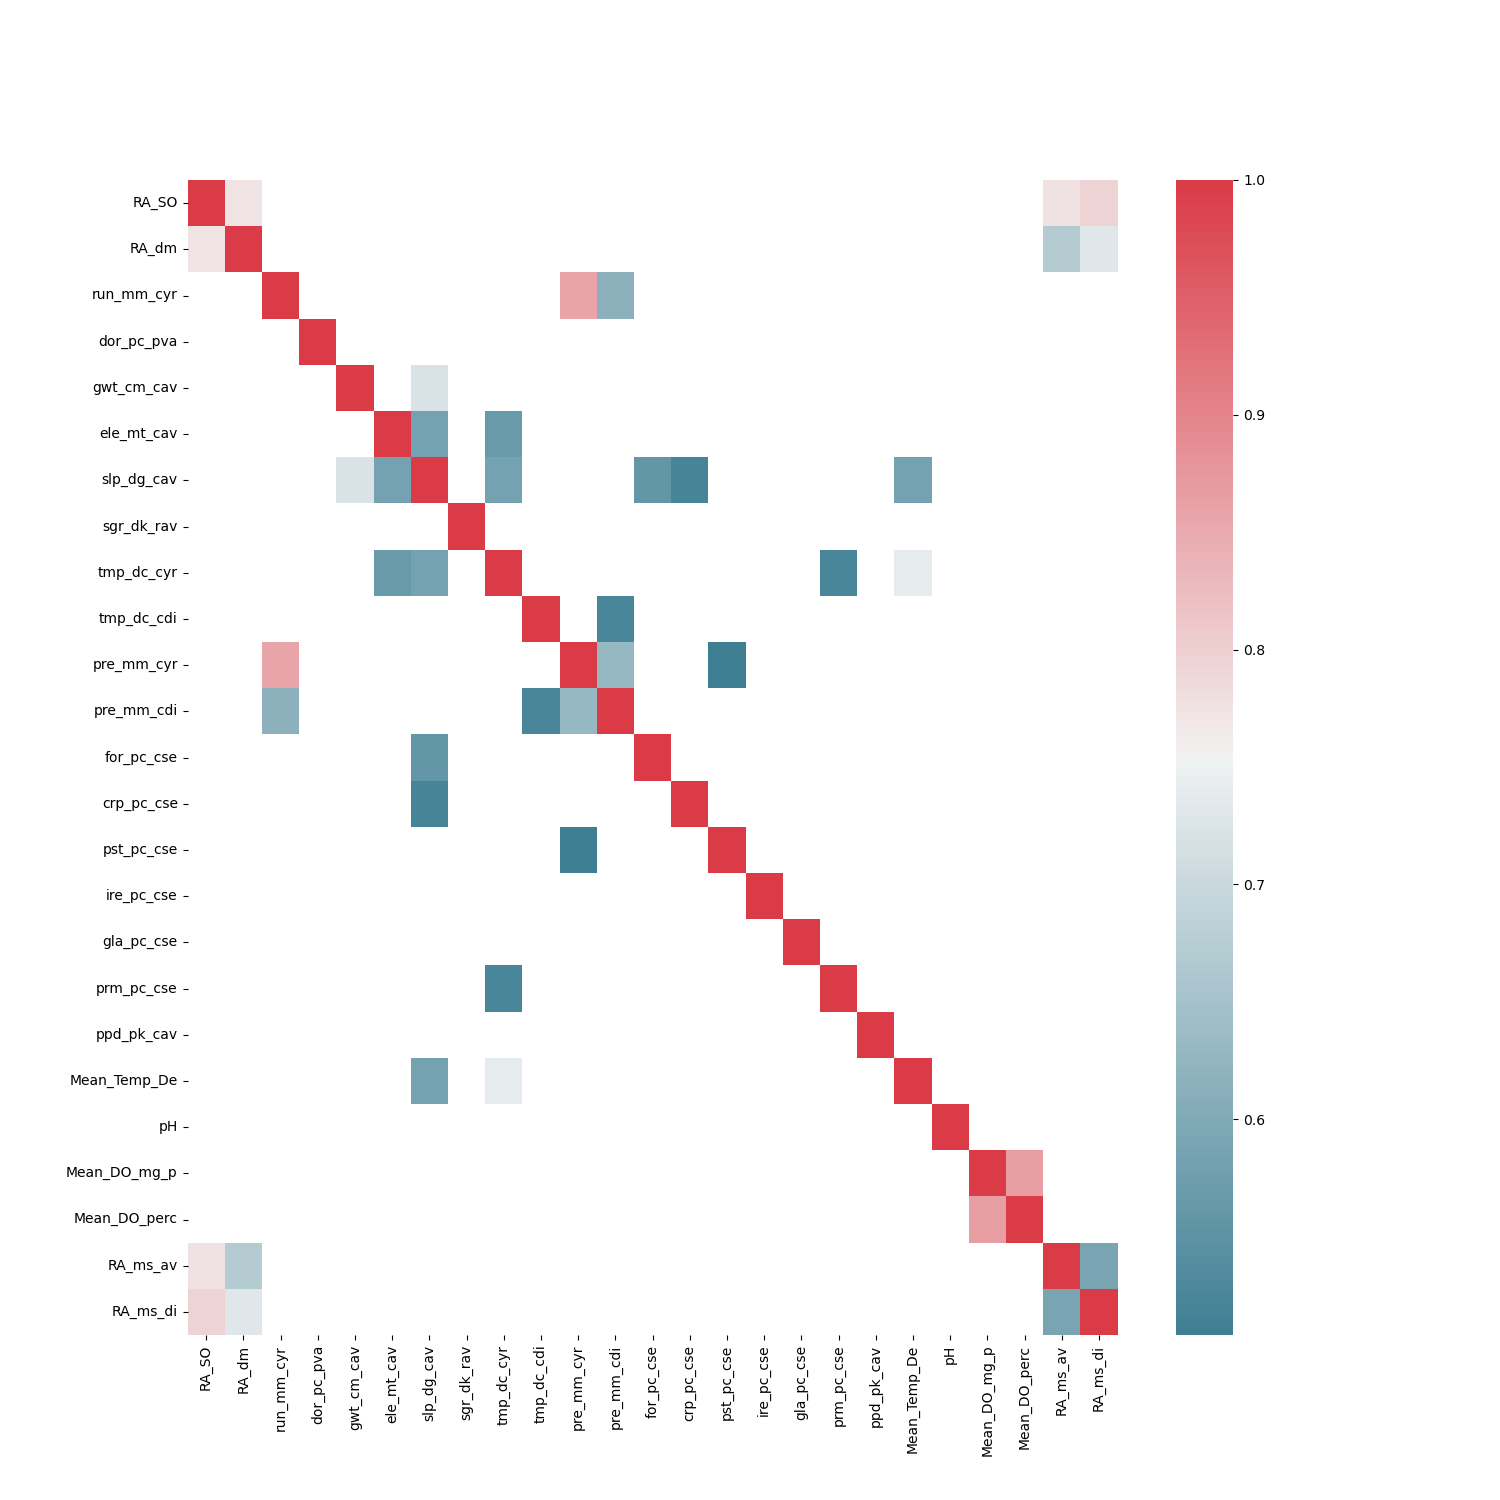 RA_SO
RA_dm
run_mm_cyr
dor_pc_pva
gwt_cm_cav
ele_mt_cav
slp_dg_cav
sgr_dk_rav
tmp_dc_cyr
tmp_dc_cdi
pre_mm_cyr
pre_mm_cdi
for_pc_cse
crp_pc_cse
pst_pc_cse
ire_pc_cse
gla_pc_cse
prm_pc_cse
ppd_pk_cav
Mean_Temp_De
pH
Mean_DO_mg_p
Mean_DO_perc
RA_ms_av
RA_ms_di
RA_SO
RA_dm
run_mm_cyr
dor_pc_pva
gwt_cm_cav
ele_mt_cav
slp_dg_cav
sgr_dk_rav
tmp_dc_cyr
tmp_dc_cdi
pre_mm_cyr
pre_mm_cdi
for_pc_cse
crp_pc_cse
pst_pc_cse
ire_pc_cse
gla_pc_cse
prm_pc_cse
ppd_pk_cav
Mean_Temp_De
pH
Mean_DO_mg_p
Mean_DO_perc
RA_ms_av
RA_ms_di
1.0
0.9
0.8
0.7
0.6